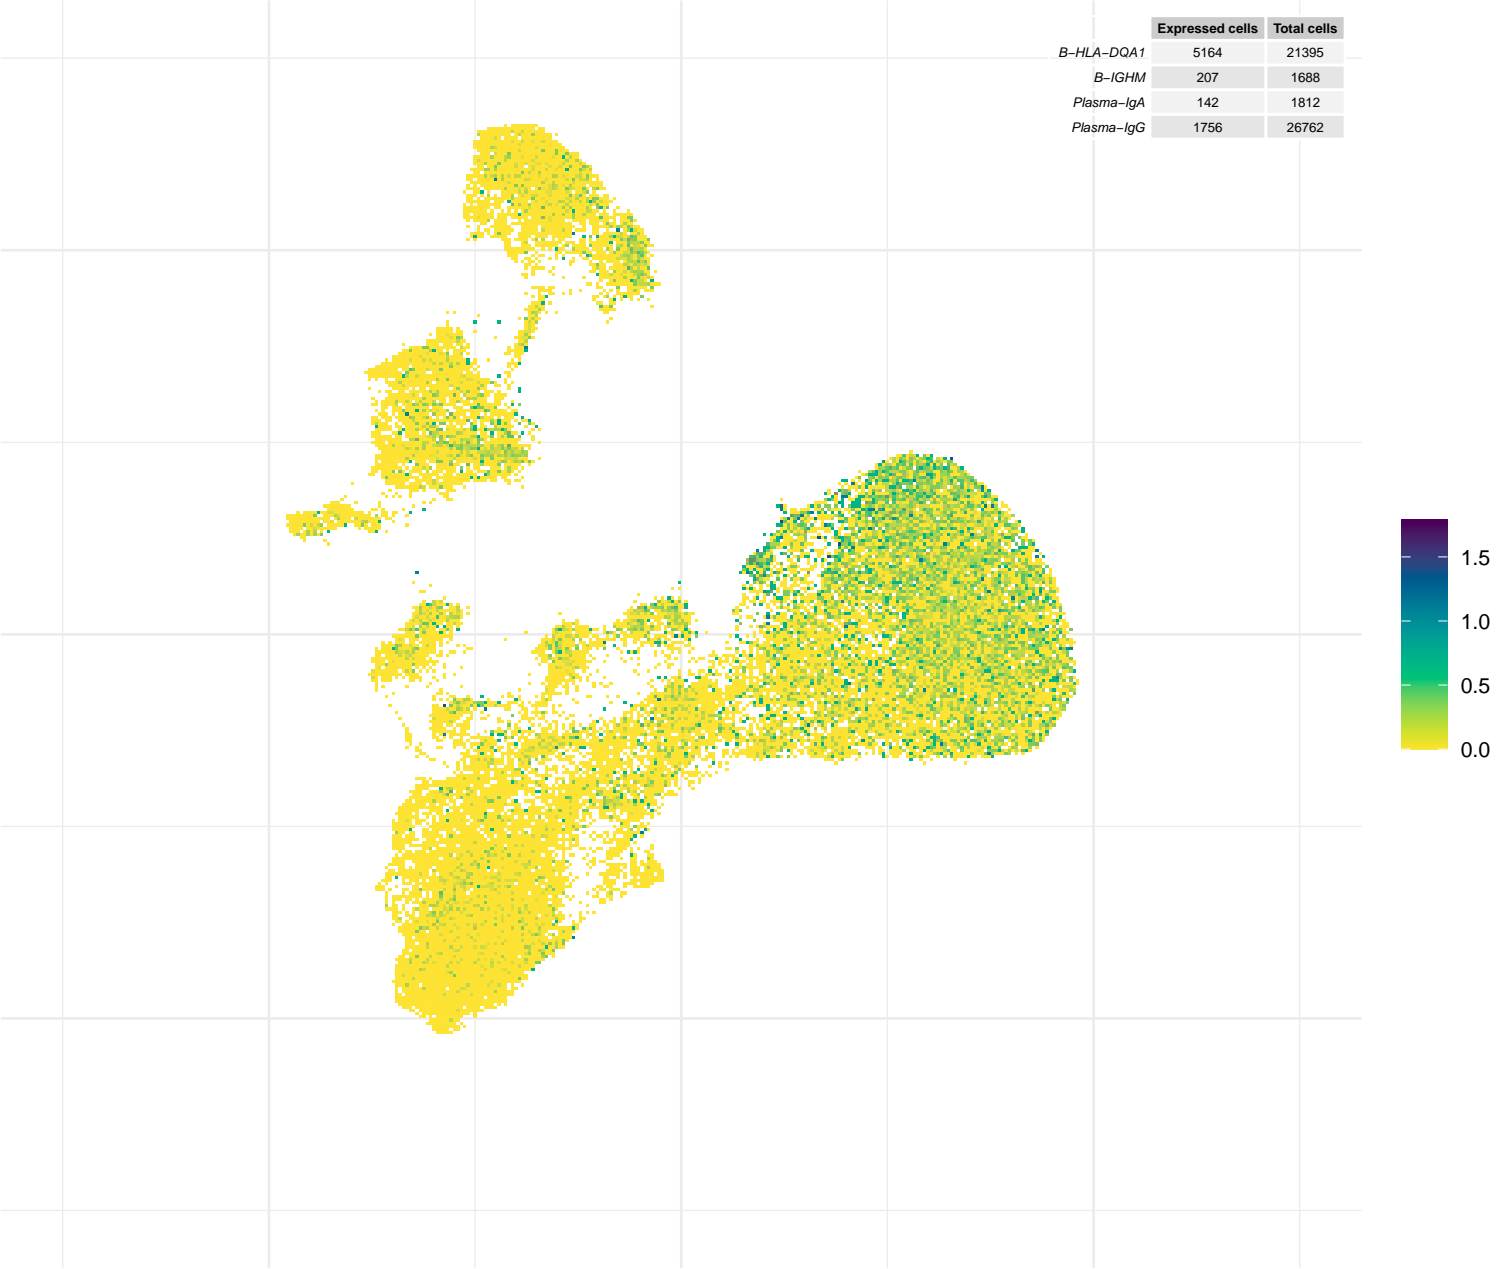 Expressed cells Total cells
B−HLA−DQA1 5164 21395
B−IGHM 207 1688
Plasma−IgA 142 1812
Plasma−IgG 1756 26762
1.5
1.0
0.5
0.0